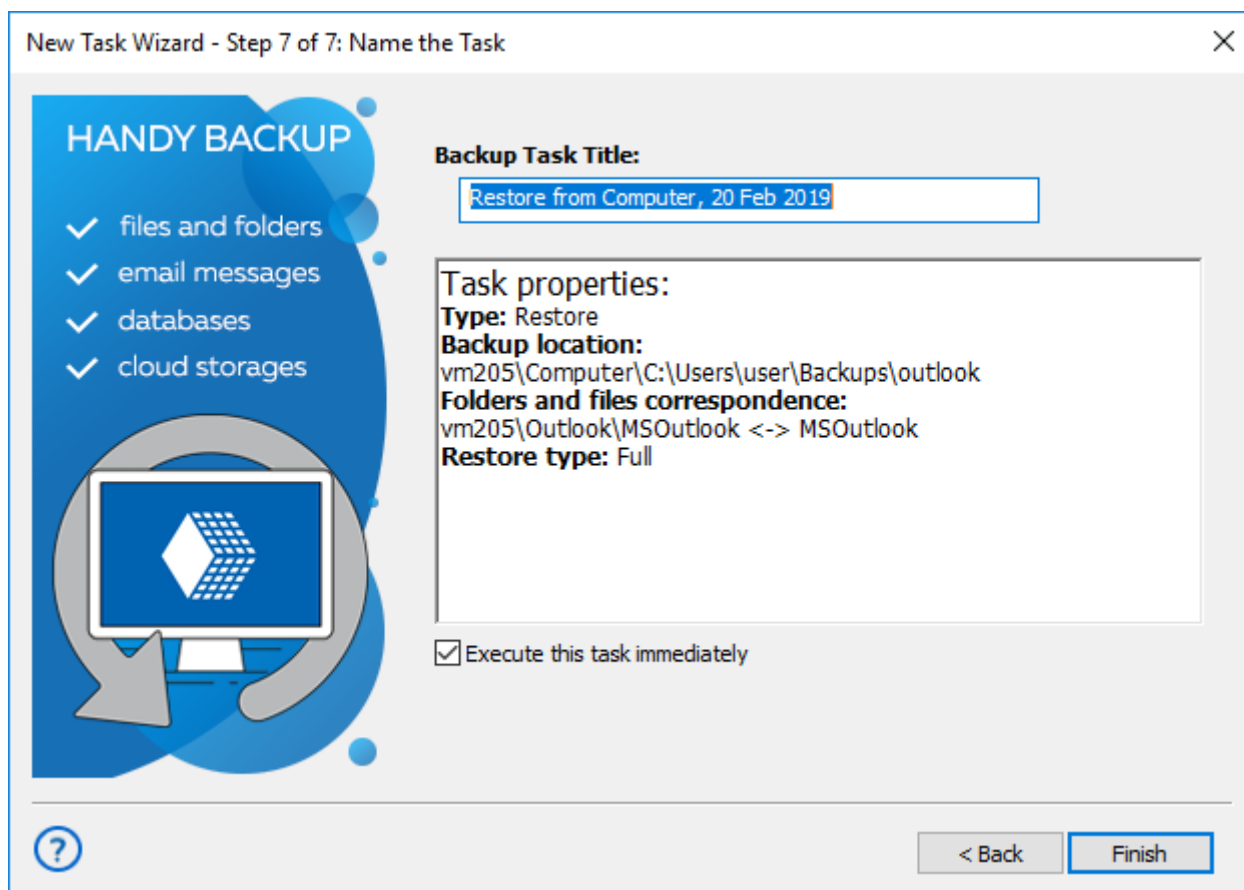 New Task Wizard - Step 7 of 7: Name the Task
HANDY BACKUP
files and folders
email messages
databases
cloud storages
Backup Task Title:
Restore from Computer, 20 Feb 2019
Task properties:
Type: Restore
Backup location:
vm205\Computer\C:\Users\user\Backups\outlook
Folders and files correspondence:
vm205\Outlook\MSOutlook <-> MSOutlook
Restore type: Full
Execute this task immediately
?
< Back
Finish